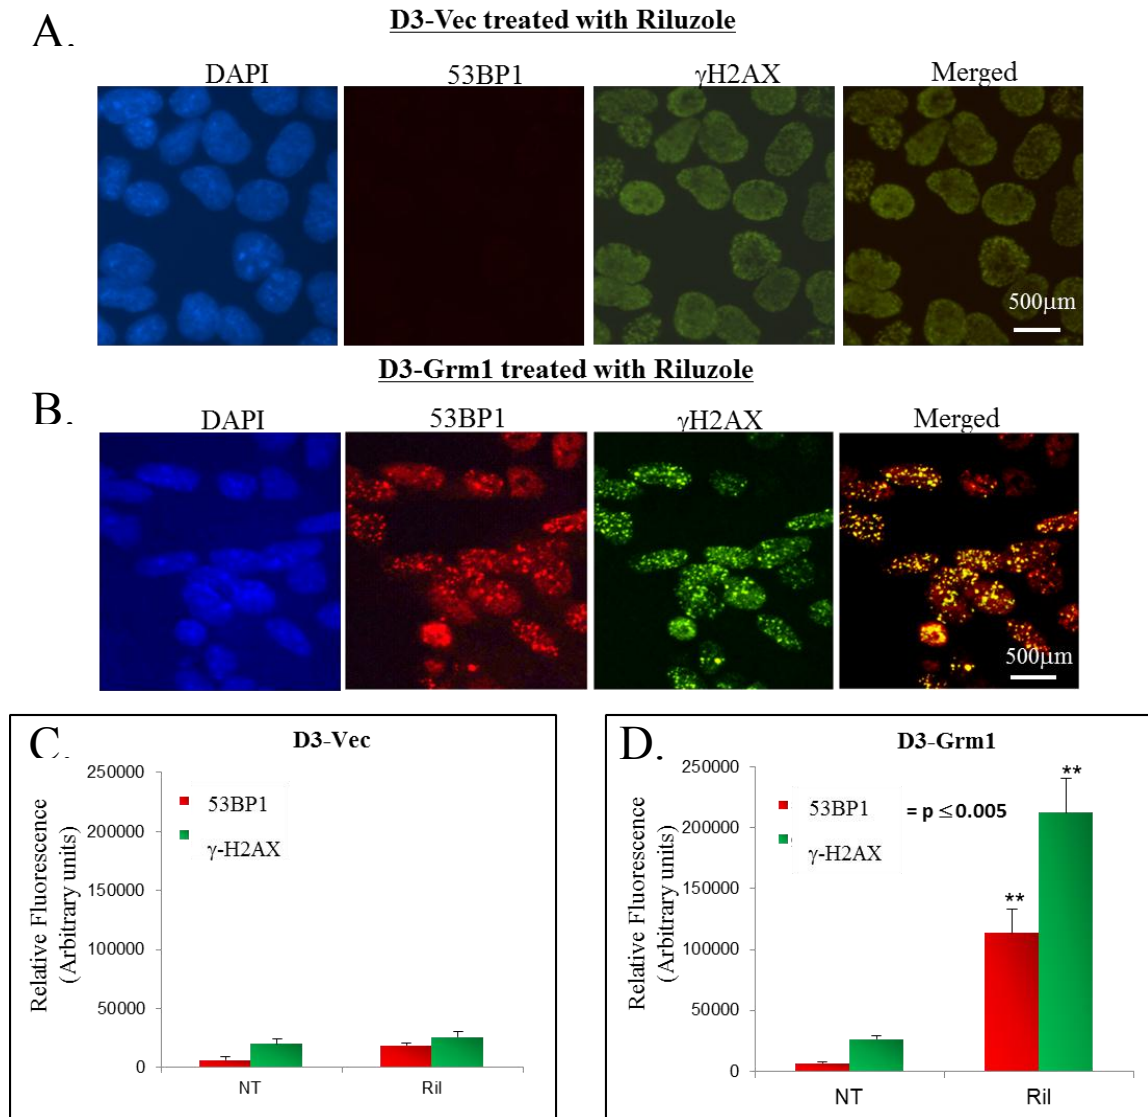 A.
D3-Vec treated with Riluzole
DAPI
53BP1
γH2AX
Merged
500μm
D3-Grm1 treated with Riluzole
B.
DAPI
53BP1
γH2AX
Merged
500μm
C.
D3-Vec
Relative Fluorescence
(Arbitrary units)
250000
200000
150000
100000
50000
0
53BP1
γ-H2AX
NT
Ril
D.
D3-Grm1
Relative Fluorescence
(Arbitrary units)
250000
200000
150000
100000
50000
0
53BP1
= p ≤ 0.005
γ-H2AX
**
**
NT
Ril